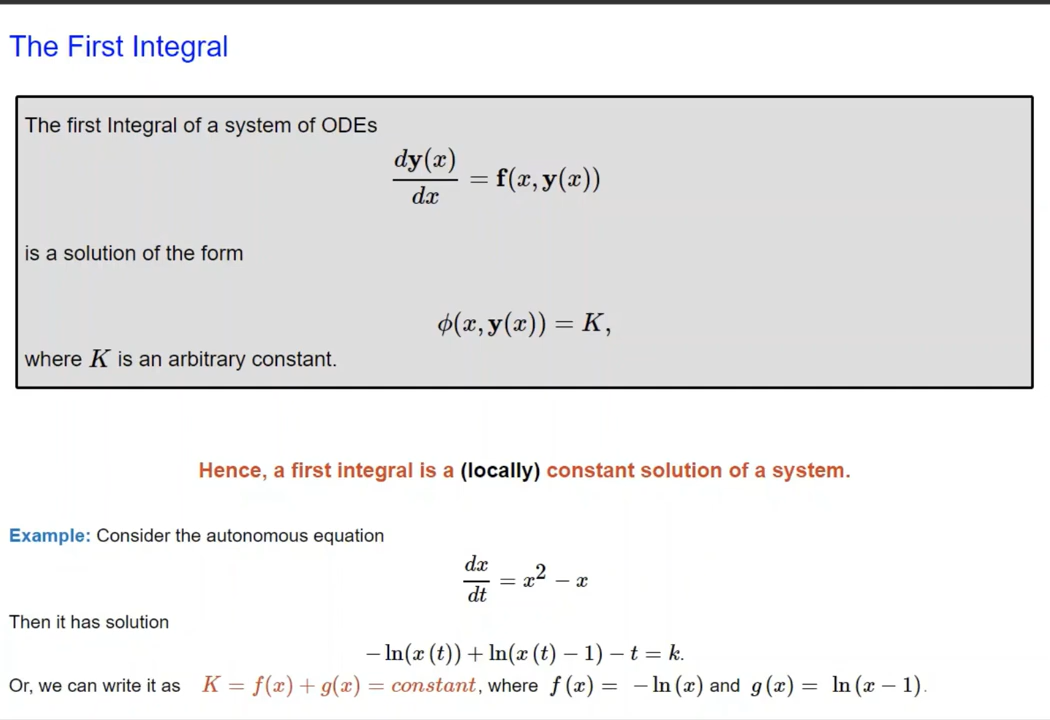 The First Integral
The first Integral of a system of ODEs
dy(x)/dx = f(x, y(x))
is a solution of the form
ϕ(x, y(x)) = K,
where K is an arbitrary constant.
Hence, a first integral is a (locally) constant solution of a system.
Example: Consider the autonomous equation
dx/dt = x² − x
Then it has solution
− ln(x (t)) + ln(x (t) − 1) − t = k.
Or, we can write it as K = f(x) + g(x) = constant, where f (x) = − ln (x) and g (x) = ln (x − 1).